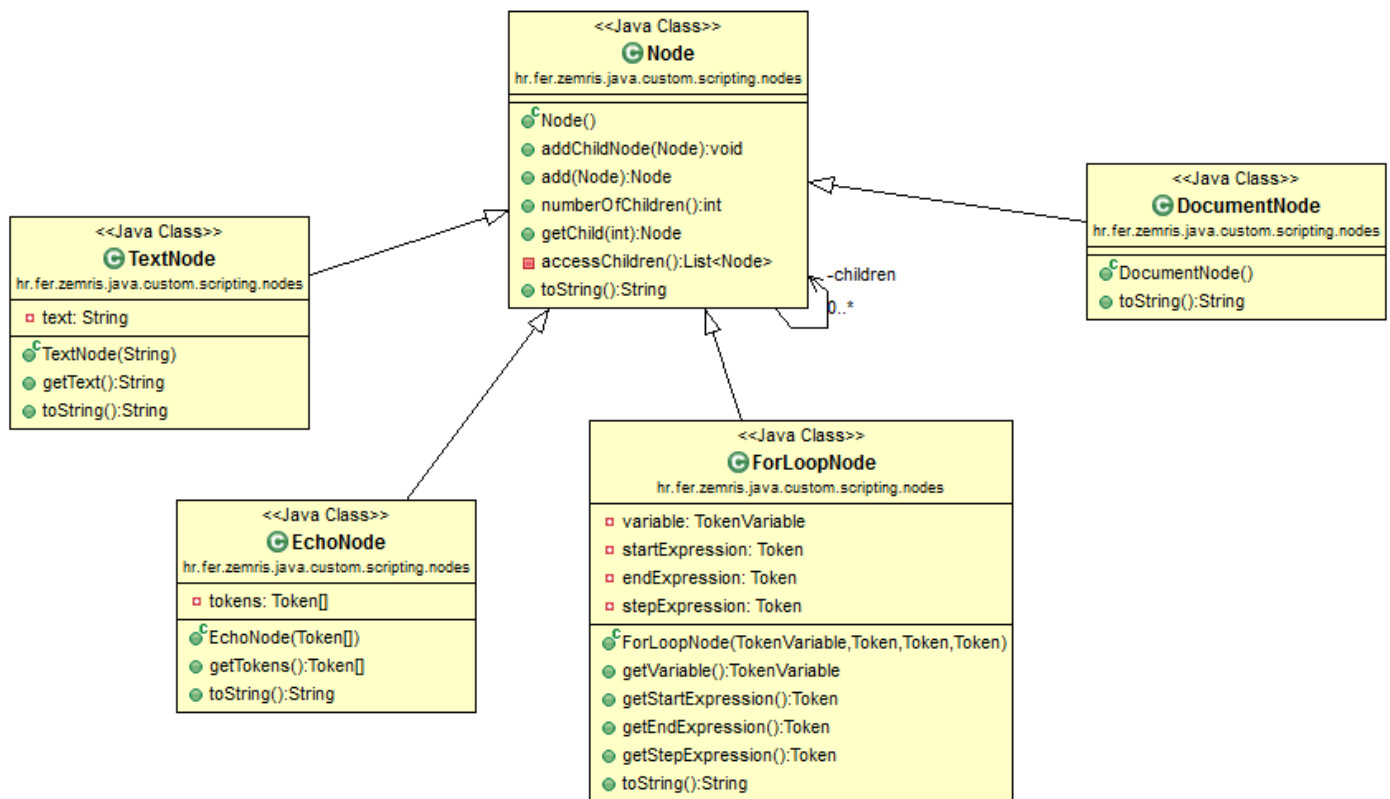 <<Java Class>>
Node
hr.fer.zemris.java.custom.scripting.nodes
Node()
addChildNode(Node):void
add(Node):Node
numberOfChildren():int
getChild(int):Node
accessChildren():List<Node>
toString():String
-children
0..*
<<Java Class>>
DocumentNode
hr.fer.zemris.java.custom.scripting.nodes
DocumentNode()
toString():String
<<Java Class>>
TextNode
hr.fer.zemris.java.custom.scripting.nodes
text: String
TextNode(String)
getText():String
toString():String
<<Java Class>>
EchoNode
hr.fer.zemris.java.custom.scripting.nodes
tokens: Token[]
EchoNode(Token[])
getTokens():Token[]
toString():String
<<Java Class>>
ForLoopNode
hr.fer.zemris.java.custom.scripting.nodes
variable: TokenVariable
startExpression: Token
endExpression: Token
stepExpression: Token
ForLoopNode(TokenVariable,Token,Token,Token)
getVariable():TokenVariable
getStartExpression():Token
getEndExpression():Token
getStepExpression():Token
toString():String